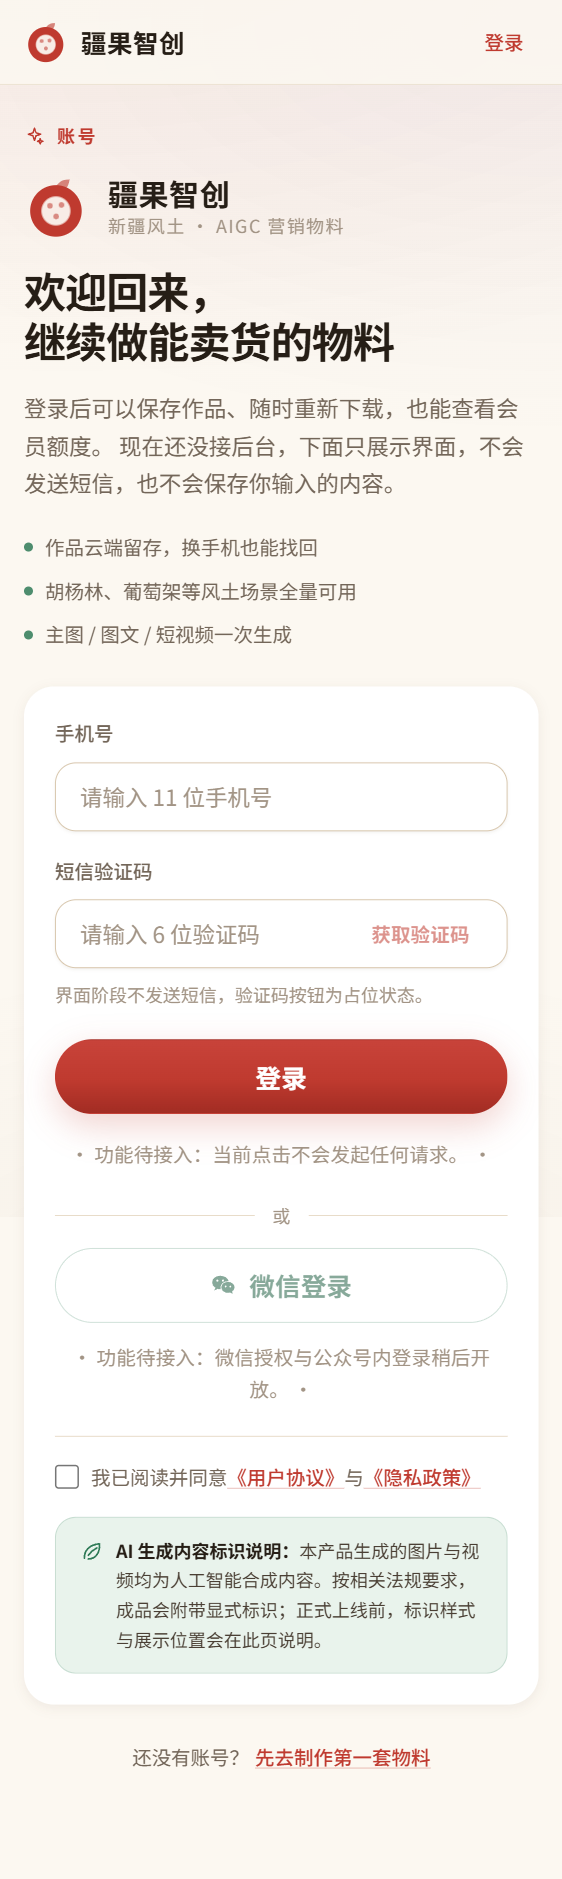 疆果智创
登录
账号
疆果智创
新疆风土 · AIGC 营销物料
欢迎回来，
继续做能卖货的物料
登录后可以保存作品、随时重新下载，也能查看会
员额度。 现在还没接后台，下面只展示界面，不会
发送短信，也不会保存你输入的内容。
作品云端留存，换手机也能找回
胡杨林、葡萄架等风土场景全量可用
主图 / 图文 / 短视频一次生成
手机号
请输入 11 位手机号
短信验证码
请输入 6 位验证码
获取验证码
界面阶段不发送短信，验证码按钮为占位状态。
登录
· 功能待接入：当前点击不会发起任何请求。 ·
或
微信登录
· 功能待接入：微信授权与公众号内登录稍后开
放。 ·
我已阅读并同意《用户协议》与《隐私政策》
AI 生成内容标识说明：本产品生成的图片与视
频均为人工智能合成内容。按相关法规要求，
成品会附带显式标识；正式上线前，标识样式
与展示位置会在此页说明。
还没有账号？ 先去制作第一套物料